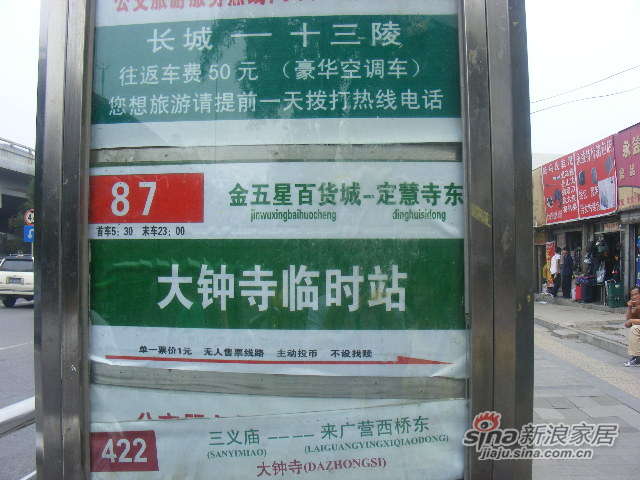 长城 — 十三陵
往返车费50元 （豪华空调车）
您想旅游请提前一天拨打热线电话
87
金五星百货城--定慧寺东
jinwuxingbaihuocheng dinghuisidong
首车5:30 末车23:00
大钟寺临时站
单一票价1元 无人售票线路 主动投币 不设找赎
422
三义庙 ---- 来广营西桥东
(SANYIMIAO) (LAIGUANGYINGXIQIAODONG)
大钟寺(DAZHONGSI)
sina新浪家居
jiaju.sina.com.cn